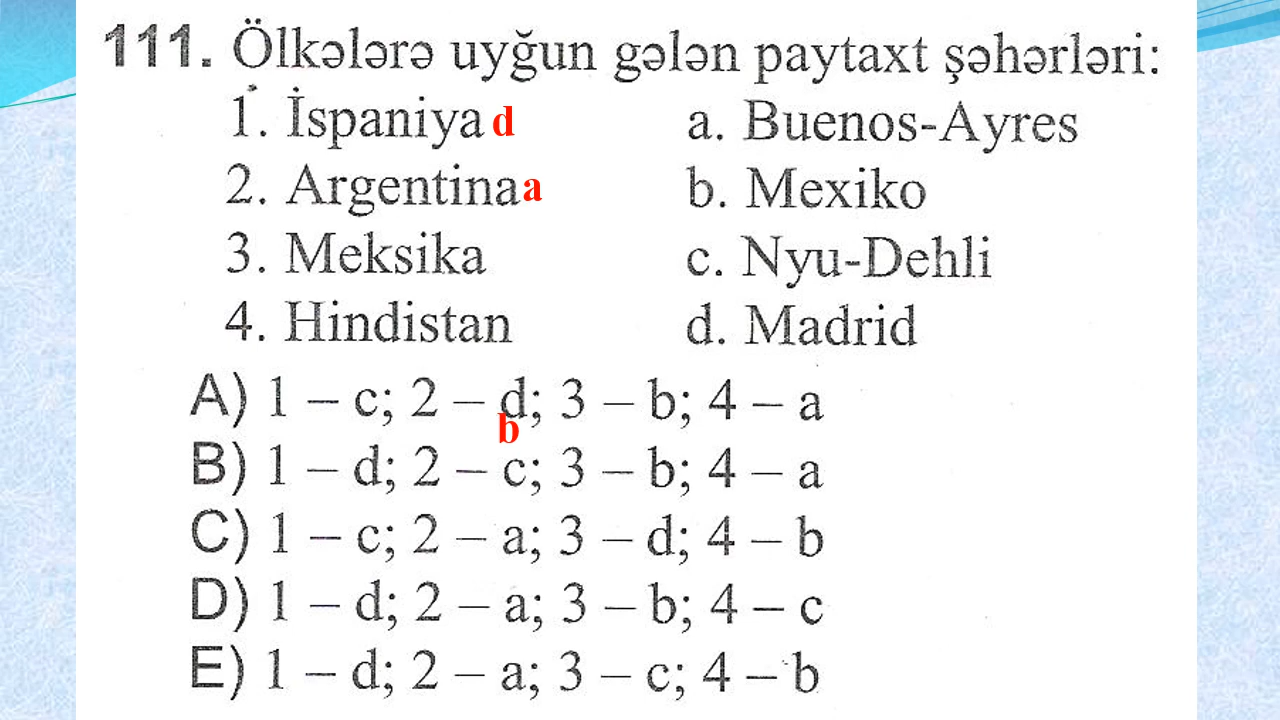 111. Ölkələrə uyğun gələn paytaxt şəhərləri:
1. İspaniya d a. Buenos-Ayres
2. Argentina a b. Mexiko
3. Meksika c. Nyu-Dehli
4. Hindistan d. Madrid
A) 1 – c; 2 – d; 3 – b; 4 – a
b
B) 1 – d; 2 – c; 3 – b; 4 – a
C) 1 – c; 2 – a; 3 – d; 4 – b
D) 1 – d; 2 – a; 3 – b; 4 – c
E) 1 – d; 2 – a; 3 – c; 4 – b